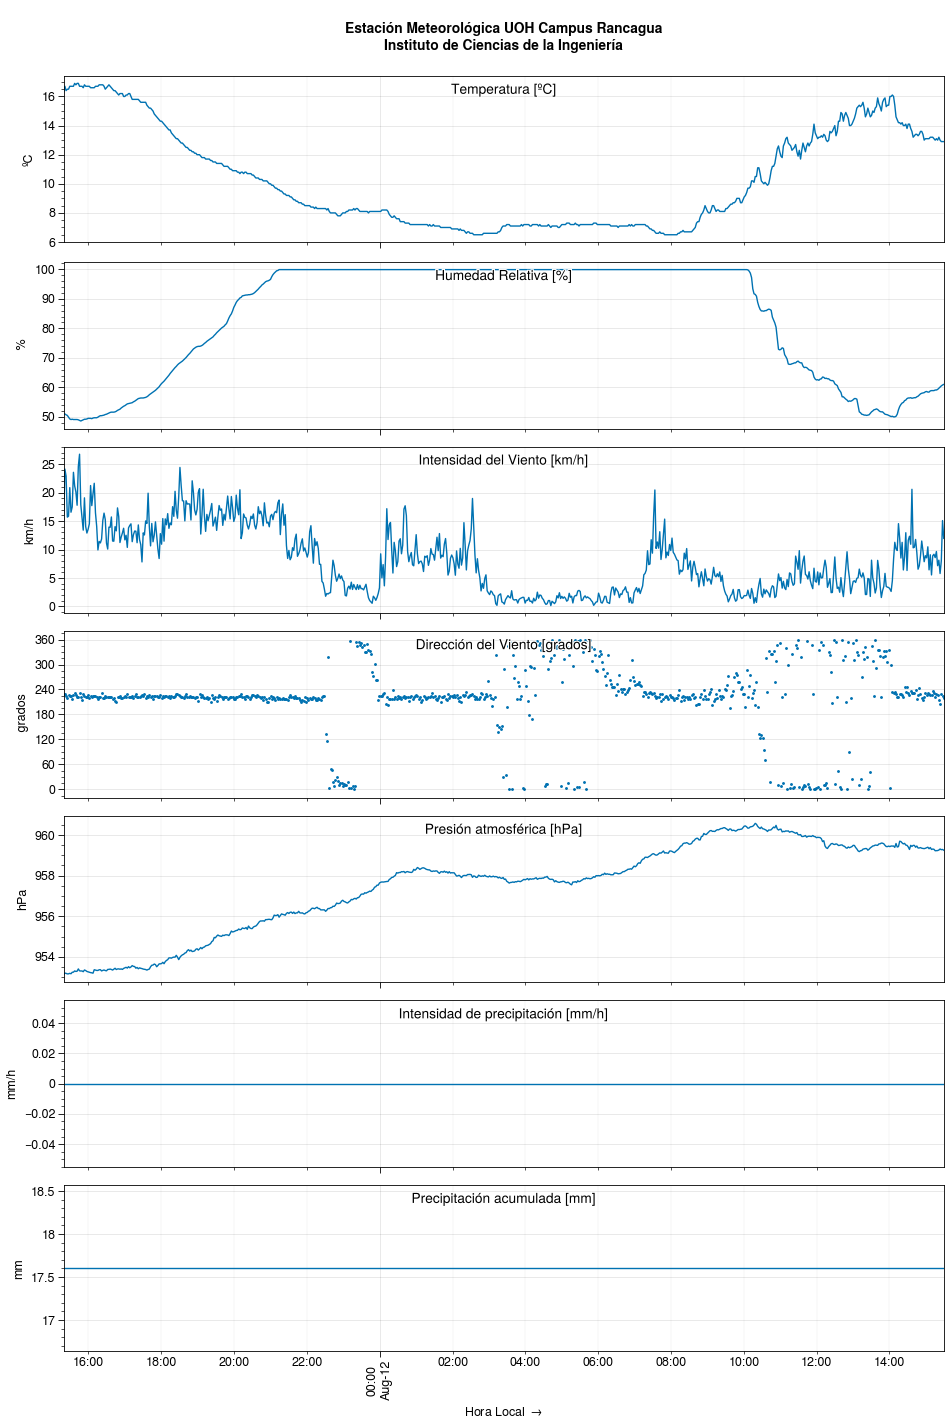 Estación Meteorológica UOH Campus Rancagua
Instituto de Ciencias de la Ingeniería
Temperatura [ºC]
ºC
16
14
12
10
8
6
Humedad Relativa [%]
%
100
90
80
70
60
50
Intensidad del Viento [km/h]
km/h
25
20
15
10
5
0
Dirección del Viento [grados]
grados
360
300
240
180
120
60
0
Presión atmosférica [hPa]
hPa
960
958
956
954
Intensidad de precipitación [mm/h]
mm/h
0.04
0.02
0
−0.02
−0.04
Precipitación acumulada [mm]
mm
18.5
18
17.5
17
16:00 18:00 20:00 22:00 00:00 02:00 04:00 06:00 08:00 10:00 12:00 14:00
Aug-12
Hora Local →